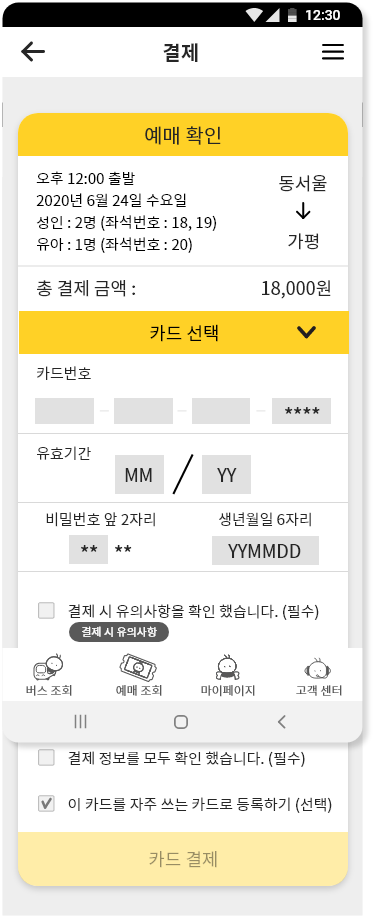 12:30
결제
예매 확인
오후 12:00 출발
2020년 6월 24일 수요일
성인 : 2명 (좌석번호 : 18, 19)
유아 : 1명 (좌석번호 : 20)
동서울
가평
총 결제 금액 :
18,000원
카드 선택
카드번호
****
유효기간
MM / YY
비밀번호 앞 2자리
** **
생년월일 6자리
YYMMDD
결제 시 유의사항을 확인 했습니다. (필수)
결제 시 유의사항
버스 조회
예매 조회
마이페이지
고객 센터
결제 정보를 모두 확인 했습니다. (필수)
이 카드를 자주 쓰는 카드로 등록하기 (선택)
카드 결제